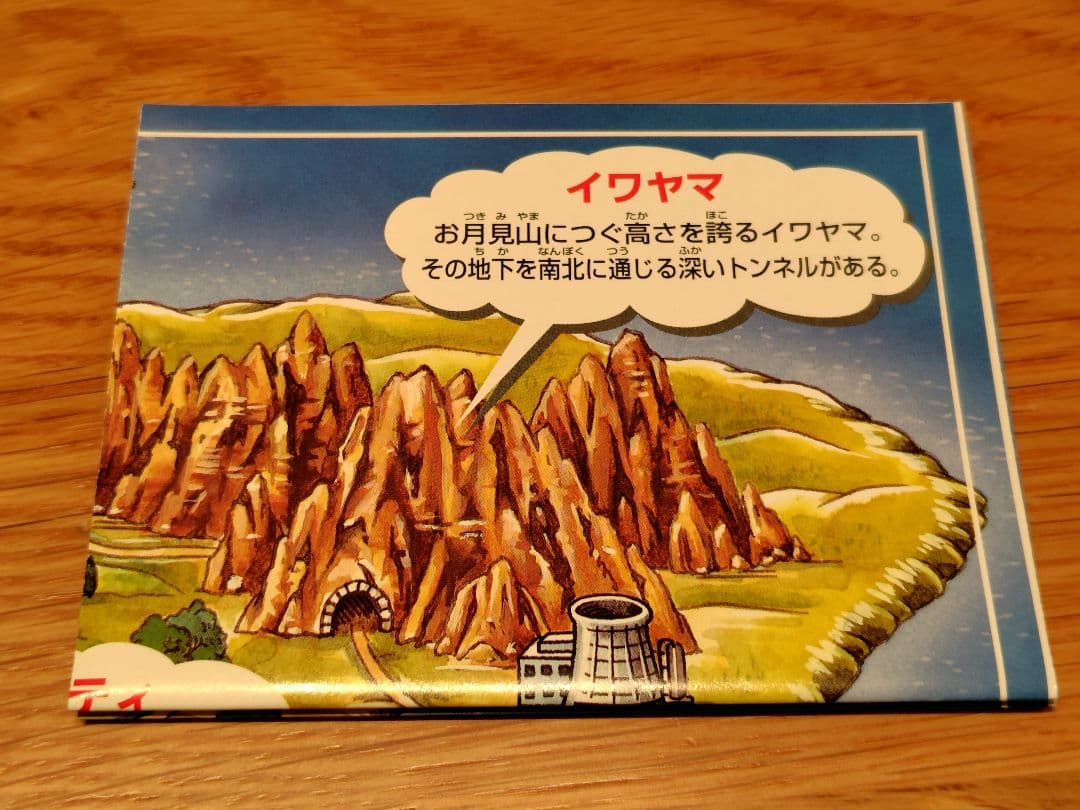 イワヤマ
お月見山につぐ高さを誇るイワヤマ。
その地下を南北に通じる深いトンネルがある。
ティ